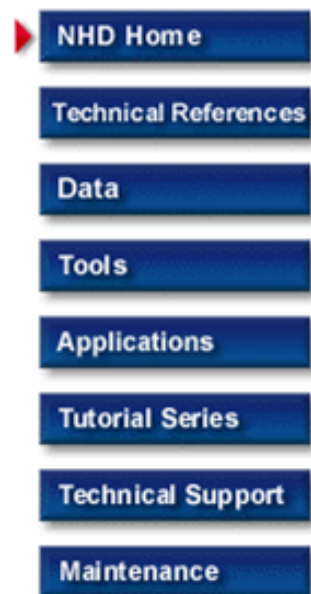 NHD Home
Technical References
Data
Tools
Applications
Tutorial Series
Technical Support
Maintenance